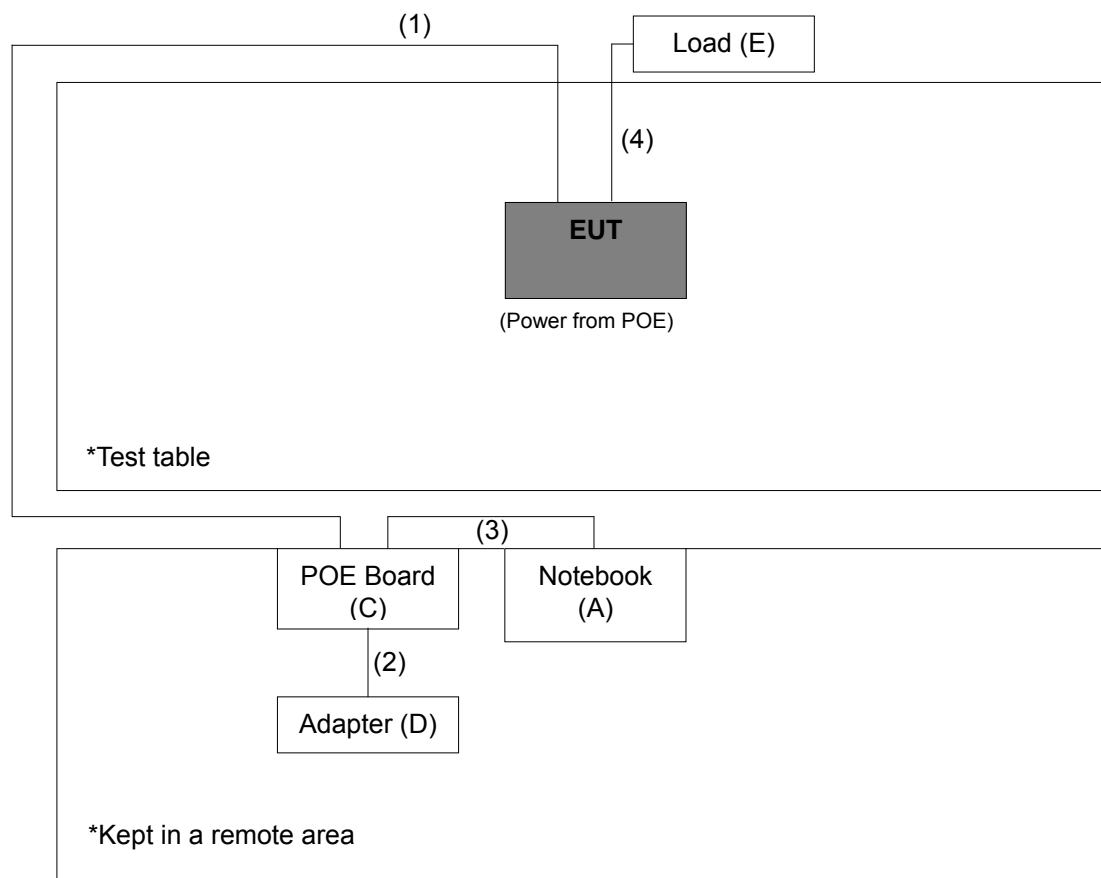 (1)
Load (E)
(4)
EUT
(Power from POE)
*Test table
(3)
POE Board
(C)
Notebook
(A)
(2)
Adapter (D)
*Kept in a remote area